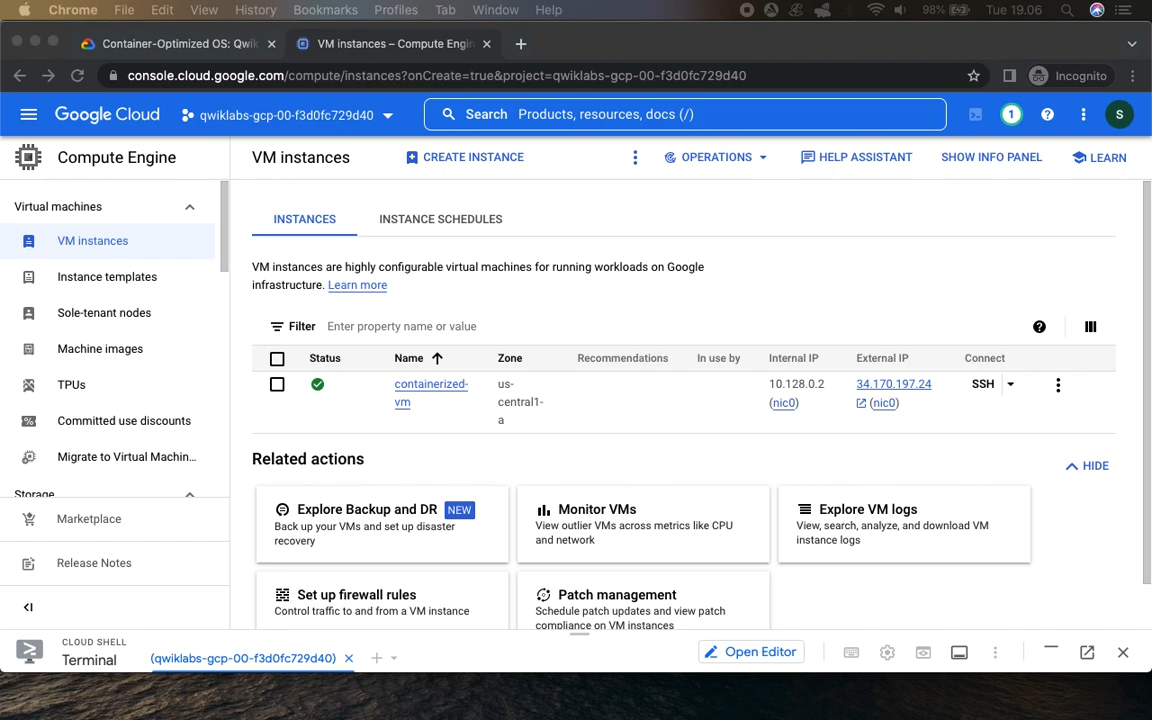 Chrome File Edit View History Bookmarks Profiles Tab Window Help 98% Tue 19.06
Container-Optimized OS: Qwik VM instances – Compute Engin
console.cloud.google.com/compute/instances?onCreate=true&project=qwiklabs-gcp-00-f3d0fc729d40 Incognito
Google Cloud qwiklabs-gcp-00-f3d0fc729d40 Search Products, resources, docs (/) 1 S
Compute Engine VM instances CREATE INSTANCE OPERATIONS HELP ASSISTANT SHOW INFO PANEL LEARN
Virtual machines
VM instances
Instance templates
Sole-tenant nodes
Machine images
TPUs
Committed use discounts
Migrate to Virtual Machin...
Storage
Marketplace
Release Notes
INSTANCES INSTANCE SCHEDULES
VM instances are highly configurable virtual machines for running workloads on Google
infrastructure. Learn more
Filter Enter property name or value
Status Name Zone Recommendations In use by Internal IP External IP Connect
containerized-
vm
us-
central1-
a
10.128.0.2
(nic0)
34.170.197.24
(nic0)
SSH
Related actions
HIDE
Explore Backup and DR NEW
Back up your VMs and set up disaster
recovery
Monitor VMs
View outlier VMs across metrics like CPU
and network
Explore VM logs
View, search, analyze, and download VM
instance logs
Set up firewall rules
Control traffic to and from a VM instance
Patch management
Schedule patch updates and view patch
compliance on VM instances
CLOUD SHELL
Terminal (qwiklabs-gcp-00-f3d0fc729d40) Open Editor